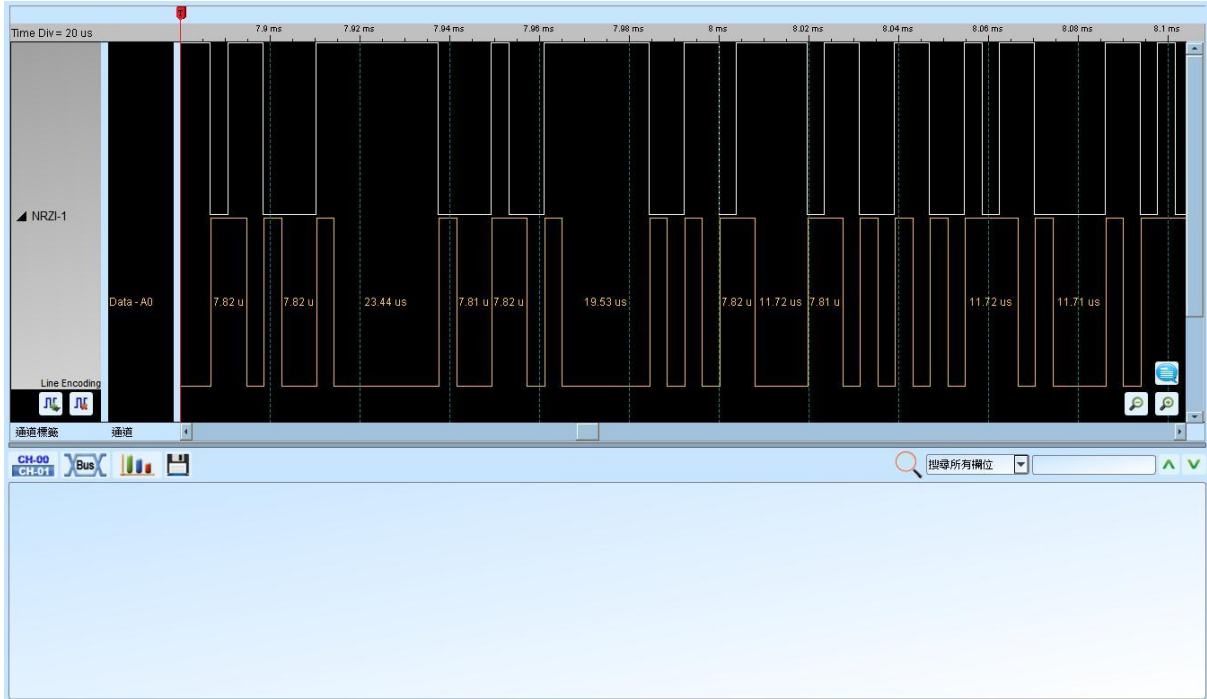 Time Div = 20 us
7.9 ms 7.92 ms 7.94 ms 7.96 ms 7.98 ms 8 ms 8.02 ms 8.04 ms 8.06 ms 8.08 ms 8.1 ms
NRZI-1
Data - A0
7.82 u 7.82 u 23.44 us 7.81 u 7.82 u 19.53 us 7.82 u 11.72 us 7.81 u 11.72 us 11.71 us
Line Encoding
通道標籤 通道
CH-00
CH-01
Bus
搜尋所有欄位